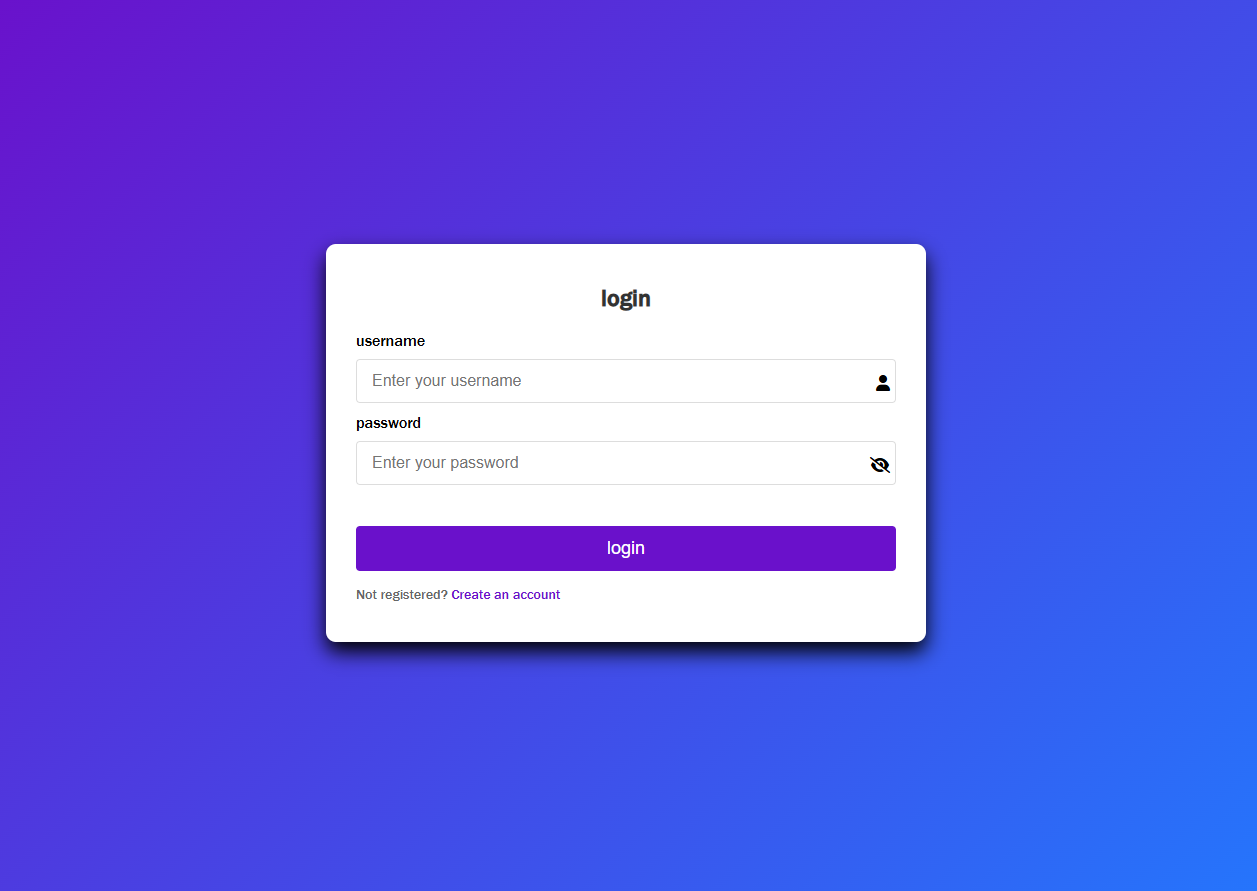 login
username
Enter your username
password
Enter your password
login
Not registered? Create an account